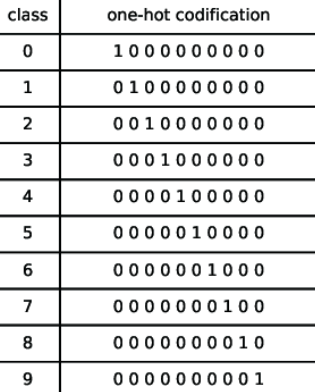 class one-hot codification
0 1 0 0 0 0 0 0 0 0 0
1 0 1 0 0 0 0 0 0 0 0
2 0 0 1 0 0 0 0 0 0 0
3 0 0 0 1 0 0 0 0 0 0
4 0 0 0 0 1 0 0 0 0 0
5 0 0 0 0 0 1 0 0 0 0
6 0 0 0 0 0 0 1 0 0 0
7 0 0 0 0 0 0 0 1 0 0
8 0 0 0 0 0 0 0 0 1 0
9 0 0 0 0 0 0 0 0 0 1